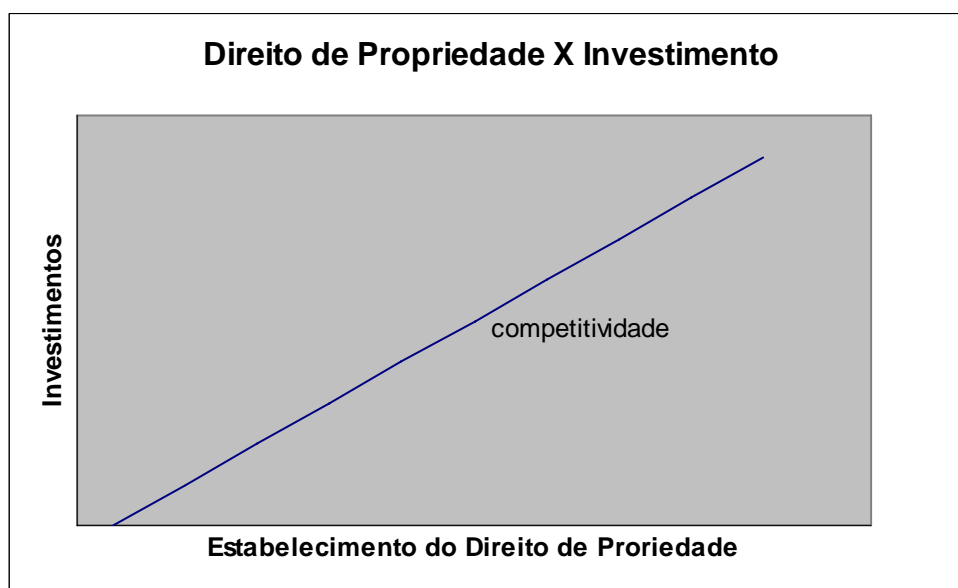 Direito de Propriedade X Investimento
Investimentos
competitividade
Estabelecimento do Direito de Proriedade